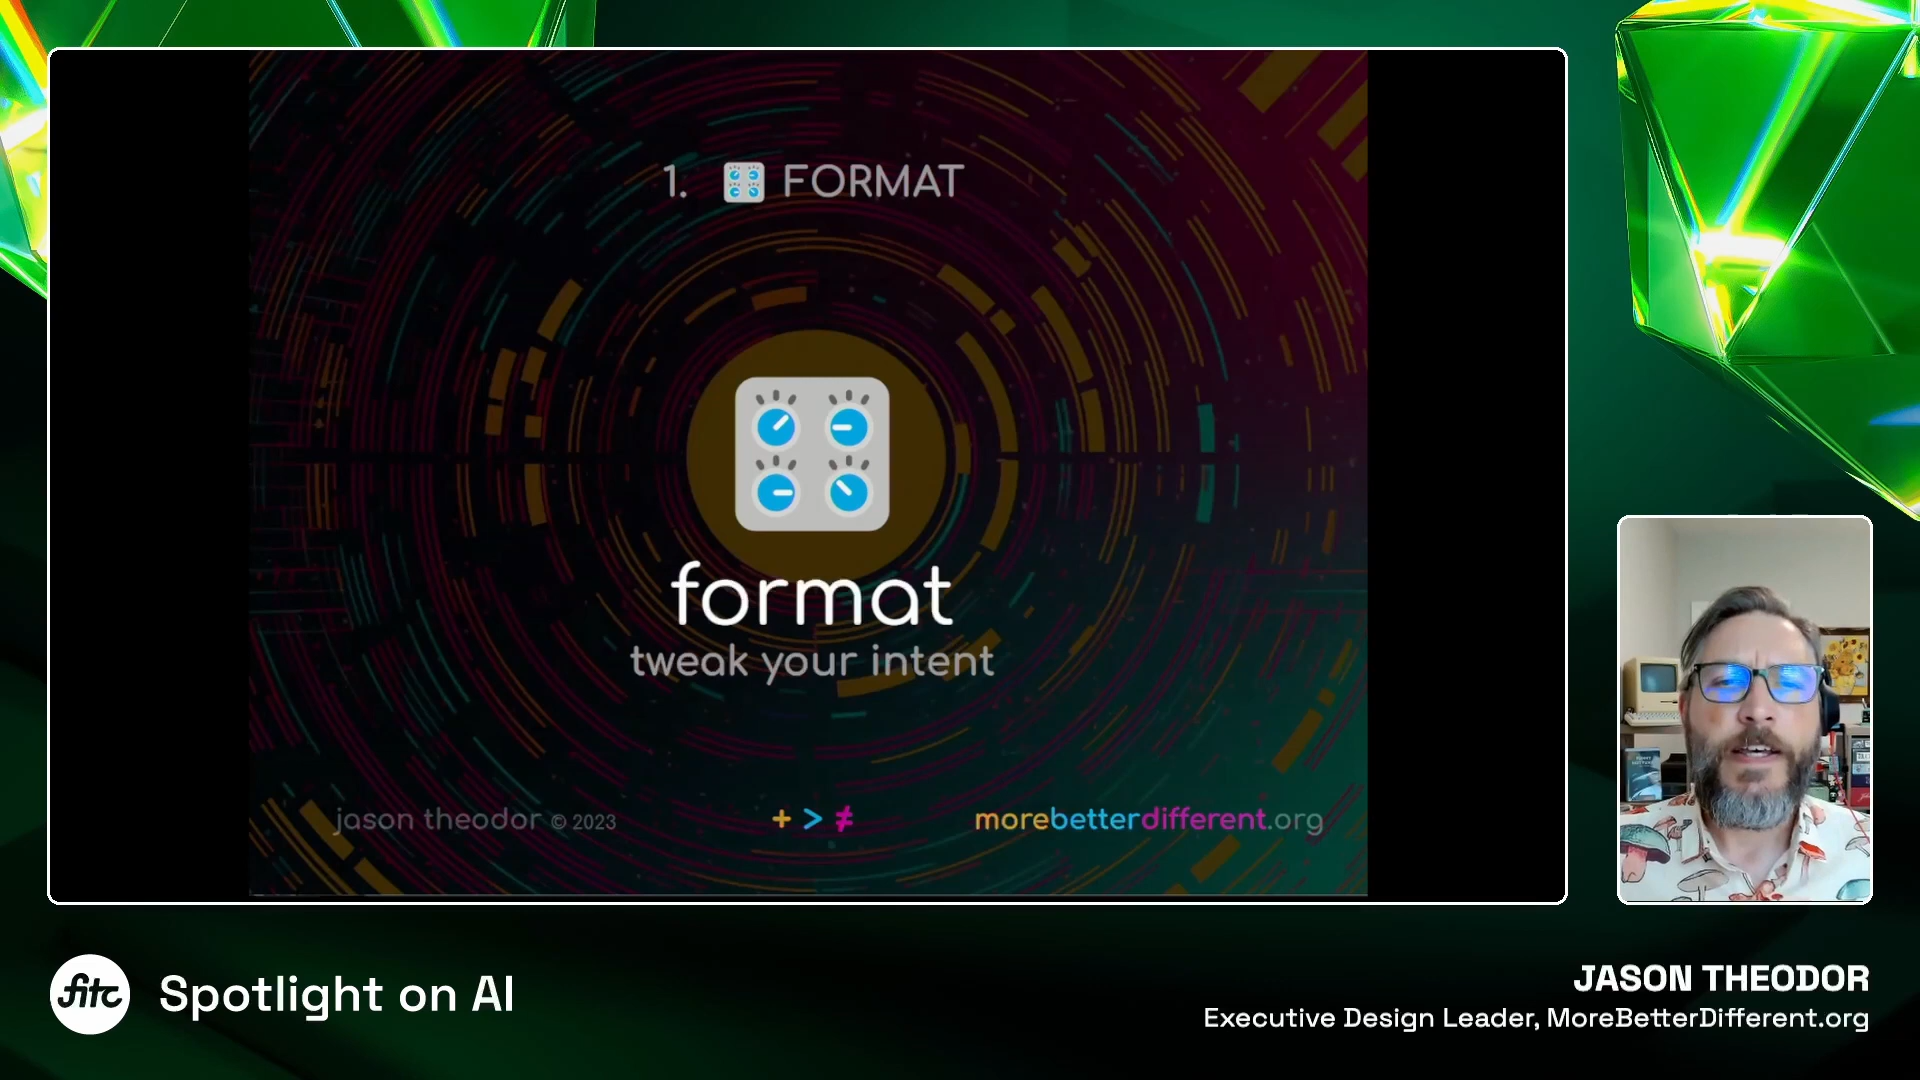 1. FORMAT
format
tweak your intent
jason theodor © 2023
+ > ≠
morebetterdifferent.org
fitc
Spotlight on AI
JASON THEODOR
Executive Design Leader, MoreBetterDifferent.org